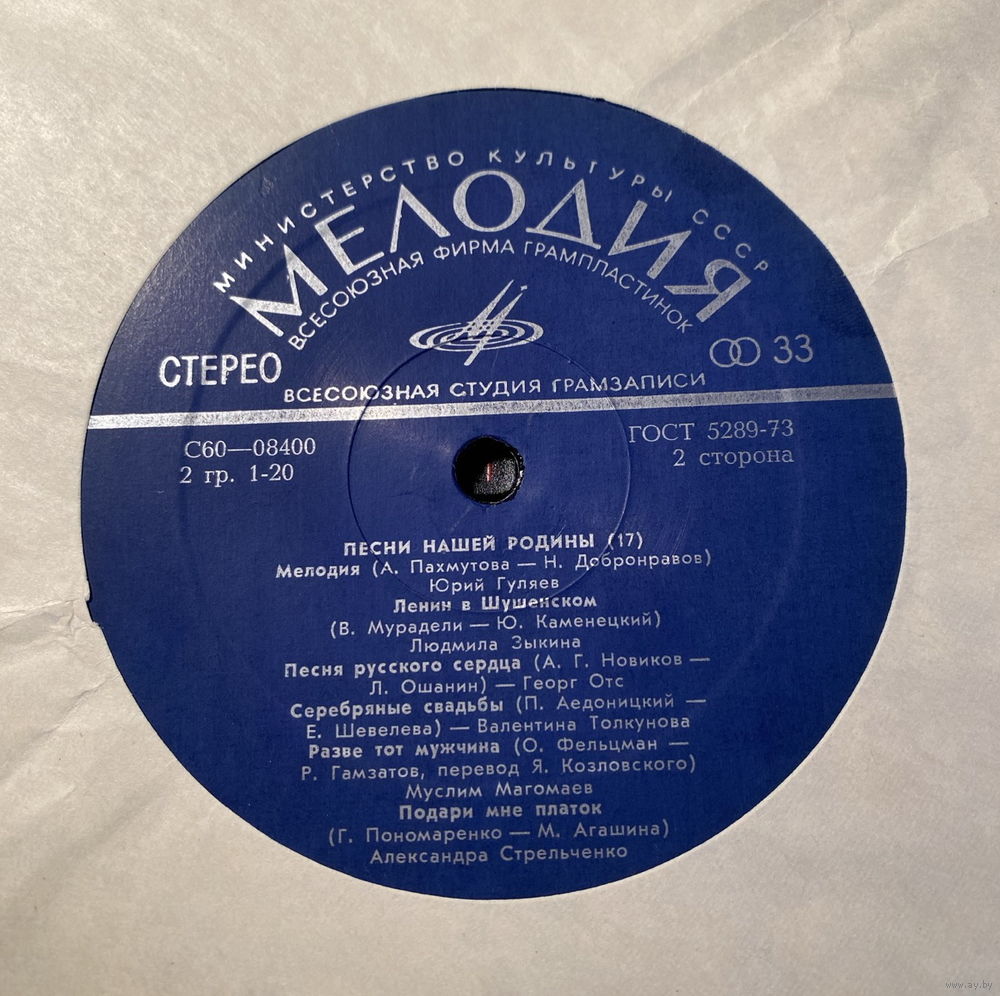 МИНИСТЕРСТВО КУЛЬТУРЫ СССР
МЕЛОДИЯ
ВСЕСОЮЗНАЯ ФИРМА ГРАМПЛАСТИНОК
СТЕРЕО
33
ВСЕСОЮЗНАЯ СТУДИЯ ГРАМЗАПИСИ
С60—08400
2 гр. 1-20
ГОСТ 5289-73
2 сторона
ПЕСНИ НАШЕЙ РОДИНЫ (17)
Мелодия (А. Пахмутова — Н. Добронравов)
Юрий Гуляев
Ленин в Шушенском
(В. Мурадели — Ю. Каменецкий)
Людмила Зыкина
Песня русского сердца (А. Г. Новиков —
Л. Ошанин) — Георг Отс
Серебряные свадьбы (П. Аедоницкий —
Е. Шевелева) — Валентина Толкунова
Разве тот мужчина (О. Фельцман —
Р. Гамзатов, перевод Я. Козловского)
Муслим Магомаев
Подари мне платок
(Г. Пономаренко — М. Агашина)
Александра Стрельченко
www.ay.by